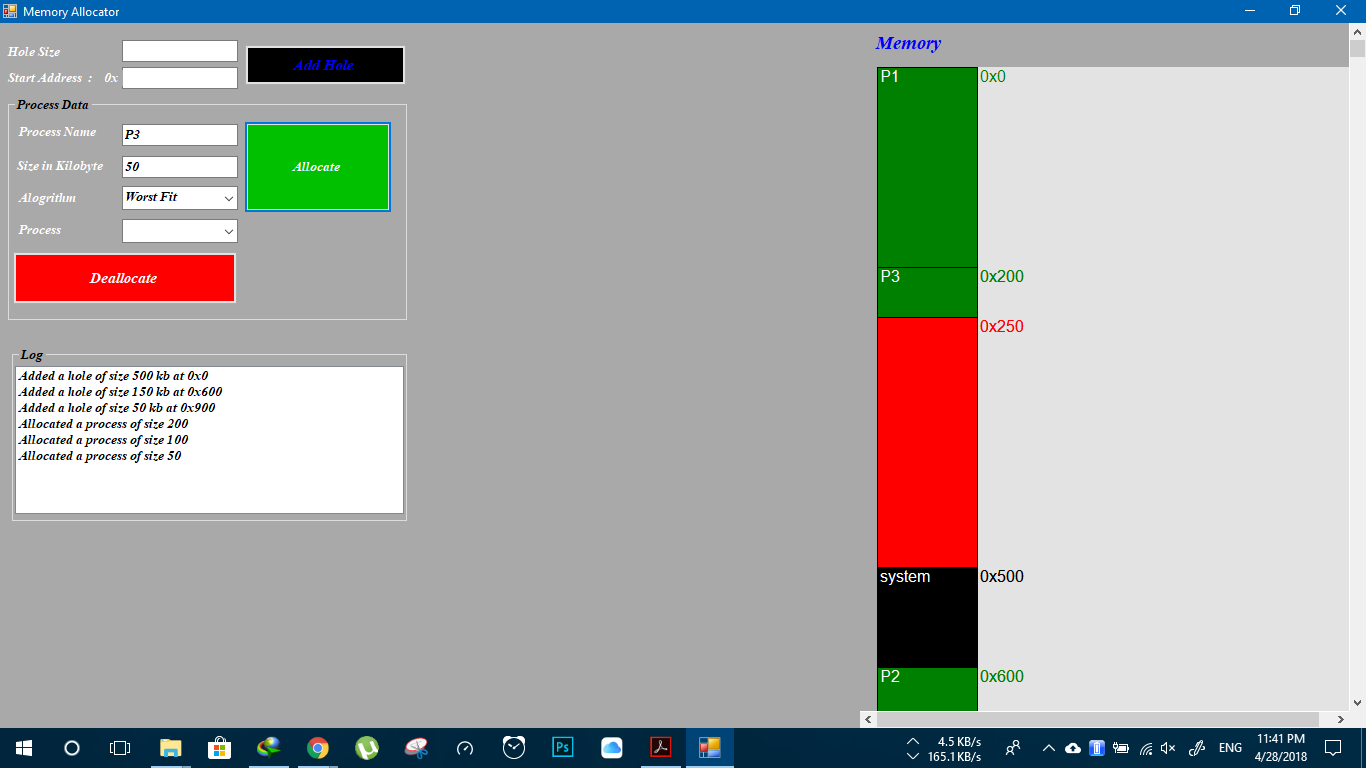 Memory Allocator
Hole Size
Start Address : 0x
Add Hole
Process Data
Process Name
P3
Size in Kilobyte
50
Alogrithm
Worst Fit
Process
Allocate
Deallocate
Log
Added a hole of size 500 kb at 0x0
Added a hole of size 150 kb at 0x600
Added a hole of size 50 kb at 0x900
Allocated a process of size 200
Allocated a process of size 100
Allocated a process of size 50
Memory
P1 0x0
P3 0x200
0x250
system 0x500
P2 0x600
Ps
4.5 KB/s
165.1KB/s
ENG
11:41 PM
4/28/2018